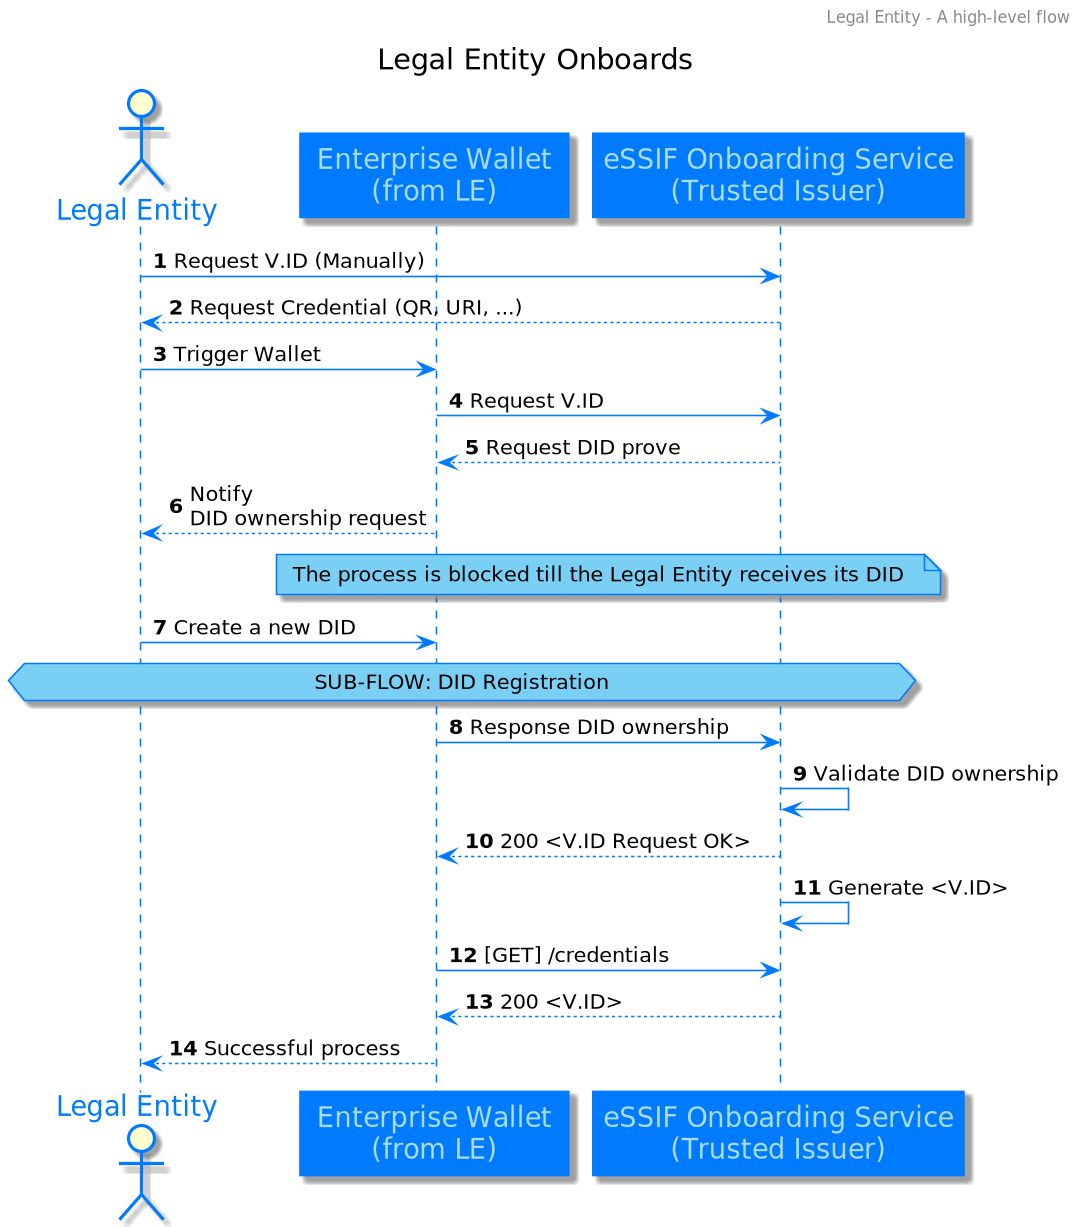 Legal Entity - A high-level flow
Legal Entity Onboards
Legal Entity
Enterprise Wallet
(from LE)
eSSIF Onboarding Service
(Trusted Issuer)
1 Request V.ID (Manually)
2 Request Credential (QR, URI, ...)
3 Trigger Wallet
4 Request V.ID
5 Request DID prove
6 Notify
DID ownership request
The process is blocked till the Legal Entity receives its DID
7 Create a new DID
SUB-FLOW: DID Registration
8 Response DID ownership
9 Validate DID ownership
10 200 <V.ID Request OK>
11 Generate <V.ID>
12 [GET] /credentials
13 200 <V.ID>
14 Successful process
Legal Entity
Enterprise Wallet
(from LE)
eSSIF Onboarding Service
(Trusted Issuer)